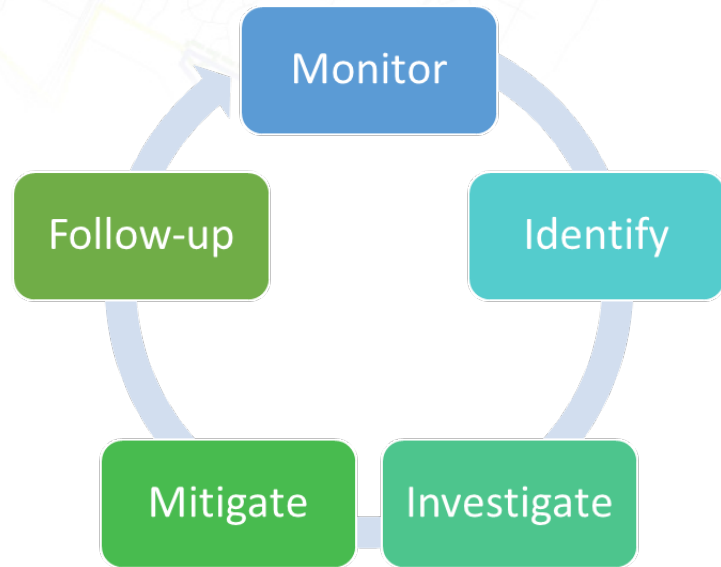 Monitor
Identify
Investigate
Mitigate
Follow-up